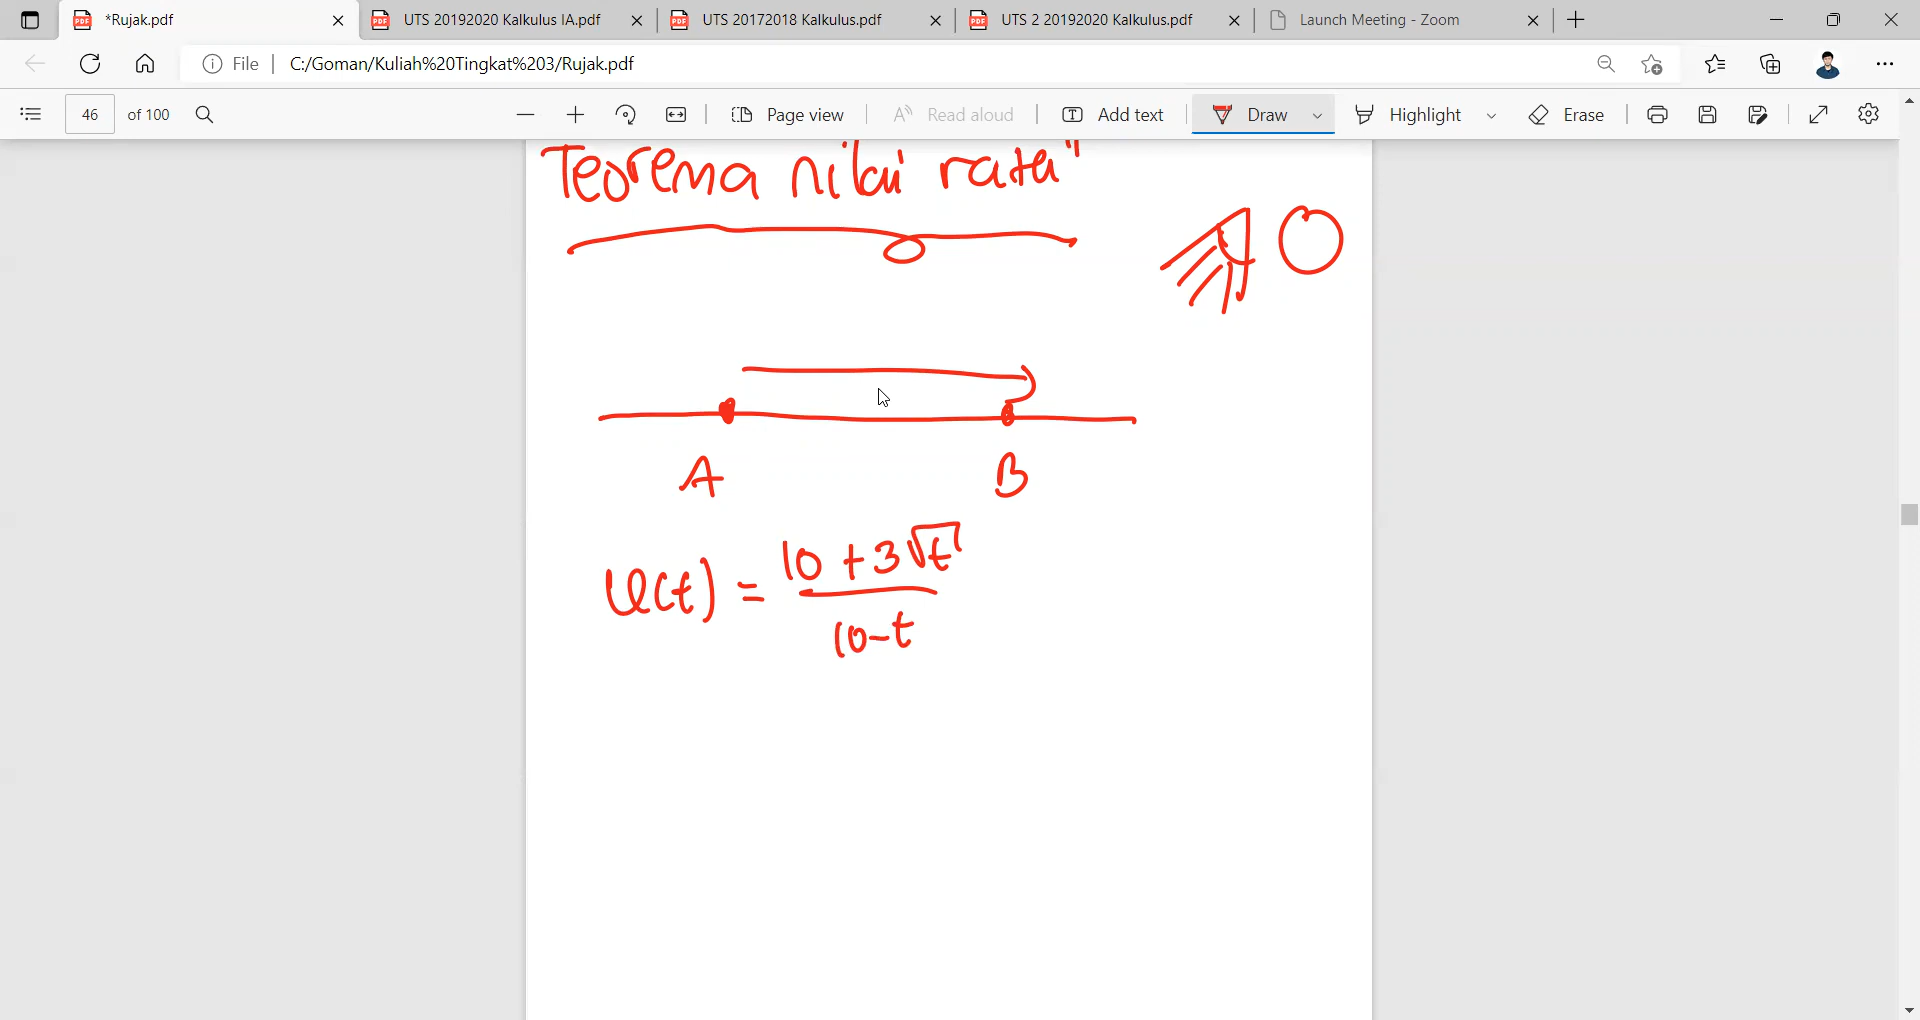 *Rujak.pdf
UTS 20192020 Kalkulus IA.pdf
UTS 20172018 Kalkulus.pdf
UTS 2 20192020 Kalkulus.pdf
Launch Meeting - Zoom
File
C:/Goman/Kuliah%20Tingkat%203/Rujak.pdf
46 of 100
Page view
Read aloud
Add text
Draw
Highlight
Erase
Teorema nilai rata"
A B
v(t) = 10 + 3√t
10-t